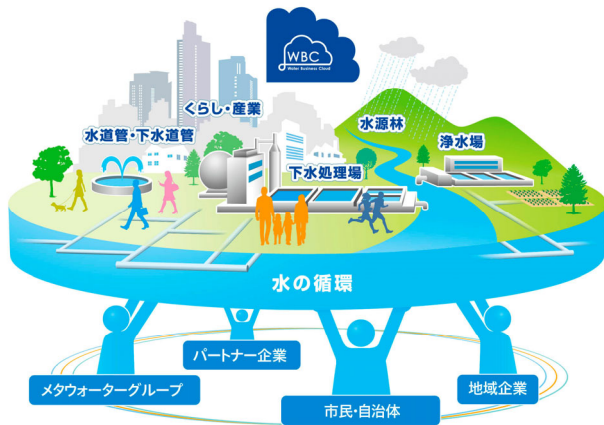 WBC
Water Business Cloud
くらし・産業
水道管・下水道管
水源林
浄水場
下水処理場
水の循環
パートナー企業
メタウォーターグループ
地域企業
市民・自治体